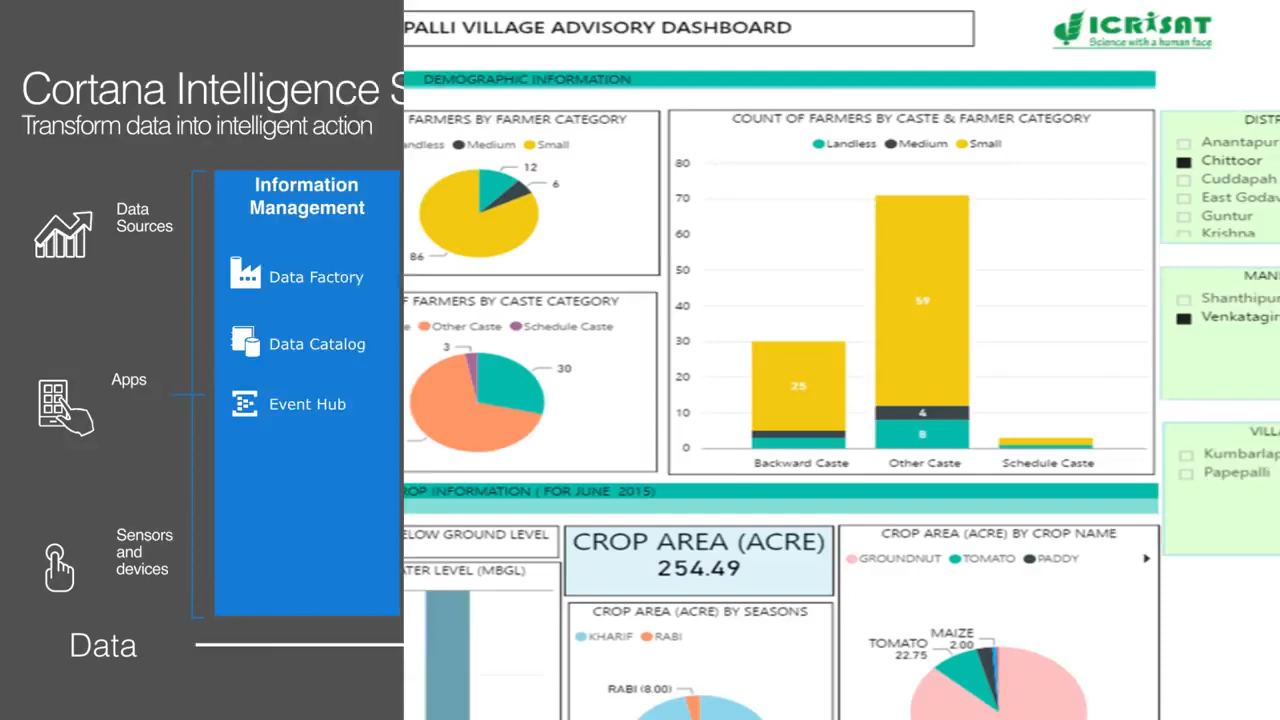 Cortana Intelligence S
Transform data into intelligent action
Data
Sources
Apps
Sensors
and
devices
Data
Information
Management
Data Factory
Data Catalog
Event Hub
PALLI VILLAGE ADVISORY DASHBOARD
ICRISAT
Science with a human face
DEMOGRAPHIC INFORMATION
FARMERS BY FARMER CATEGORY
andless Medium Small
12
6
86
F FARMERS BY CASTE CATEGORY
e Other Caste Schedule Caste
3
30
COUNT OF FARMERS BY CASTE & FARMER CATEGORY
Landless Medium Small
80
70
60
50
40
30
20
10
0
25
59
4
8
Backward Caste Other Caste Schedule Caste
DISTR
Anantapur
Chittoor
Cuddapah
East Godav
Guntur
Krishna
MAN
Shanthipur
Venkatagir
VILLA
Kumbarlap
Papepalli
ROP INFORMATION ( FOR JUNE 2015)
ELOW GROUND LEVEL
ATER LEVEL (MBGL)
CROP AREA (ACRE)
254.49
CROP AREA (ACRE) BY SEASONS
KHARIF RABI
RABI (8.00)
CROP AREA (ACRE) BY CROP NAME
GROUNDNUT TOMATO PADDY
MAIZE
2.00
TOMATO
22.75